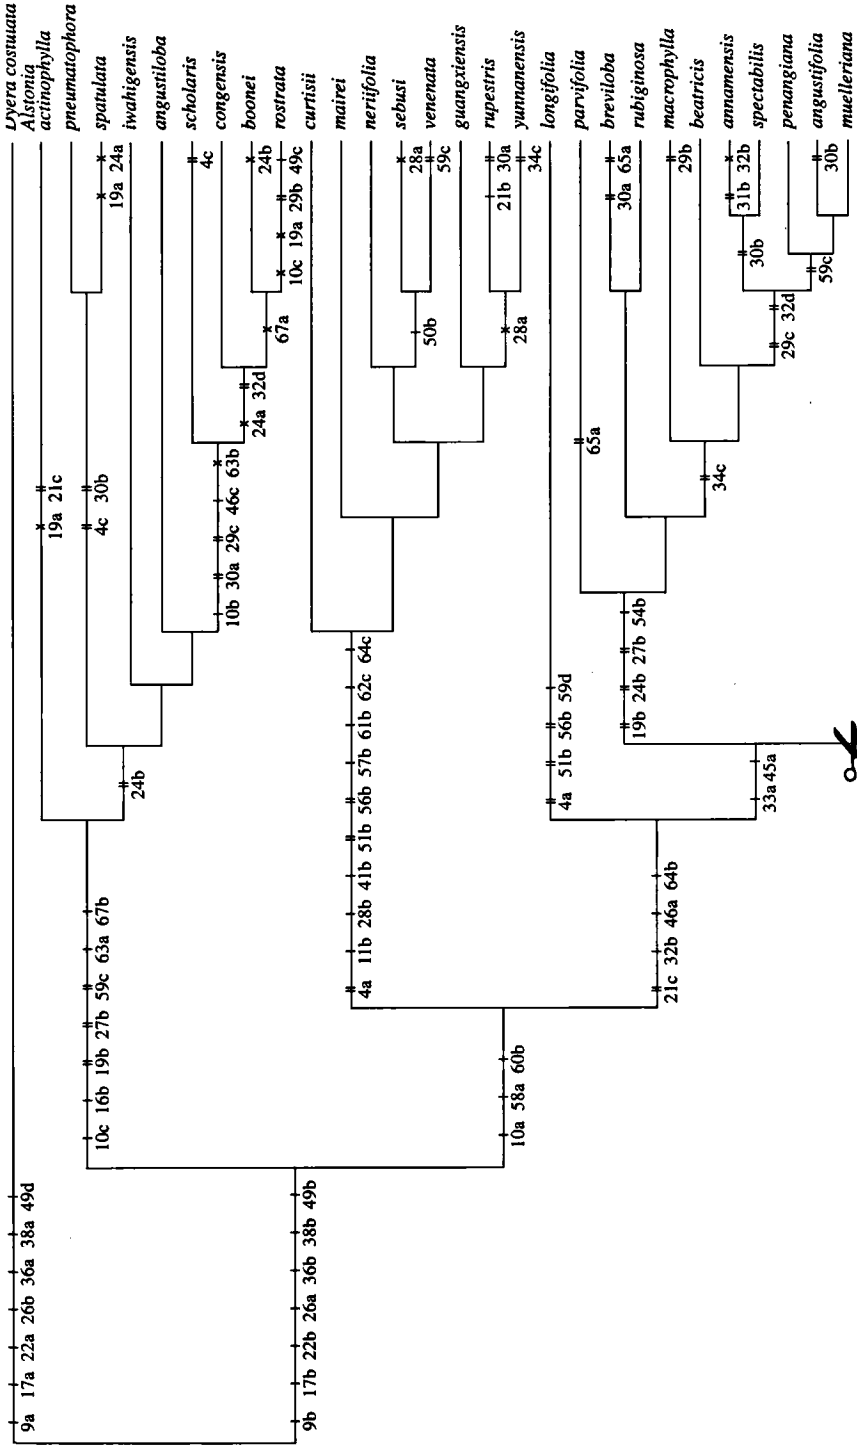 Dyera costulata
Alstonia
actinophylla
pneumatophora
spatulata
iwahigensis
angustiloba
scholaris
congensis
boonei
rostrata
curtisii
mairei
neriifolia
sebusi
venenata
guangxiensis
rupestris
yunnanensis
longifolia
parvifolia
breviloba
rubiginosa
macrophylla
beatricis
annamensis
spectabilis
penangiana
angustifolia
muelleriana
9a 17a 22a 26b 36a 38a 49d
19a 21c
4c 30b
19a 24a
24b
10c 16b 19b 27b 59c 63a 67b
4c
10b 30a 29c 46c 63b
24a 32d
24b
67a
10c 19a 29b 49c
9b 17b 22b 26a 36b 38b 49b
4a 11b 28b 41b 51b 56b 57b 61b 62c 64c
28a
50b
59c
21b 30a
28a
34c
10a 58a 60b
4a 51b 56b 59d
65a
30a 65a
19b 24b 27b 54b
21c 32b 46a 64b
29b
34c
31b 32b
30b
29c 32d
33a 45a
59c
30b